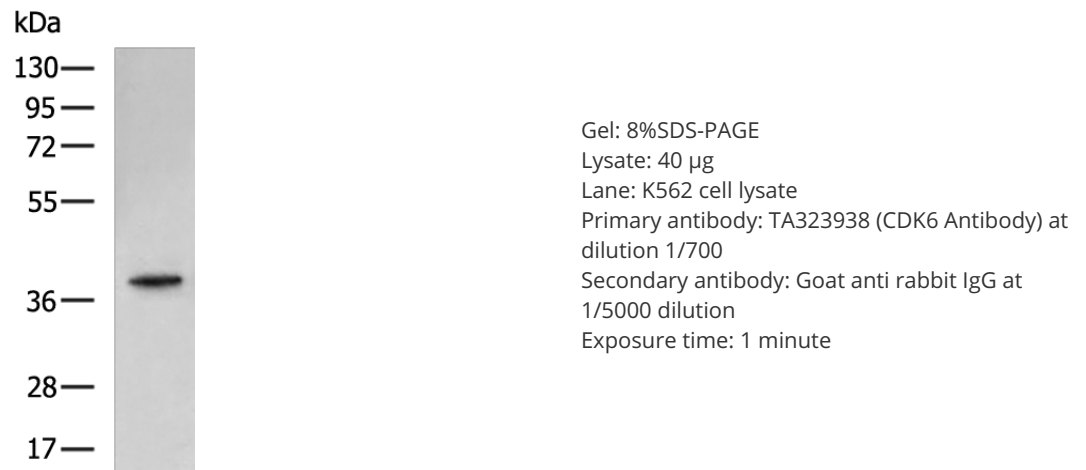 kDa
130
95
72
55
36
28
17
Gel: 8%SDS-PAGE
Lysate: 40 μg
Lane: K562 cell lysate
Primary antibody: TA323938 (CDK6 Antibody) at
dilution 1/700
Secondary antibody: Goat anti rabbit IgG at
1/5000 dilution
Exposure time: 1 minute